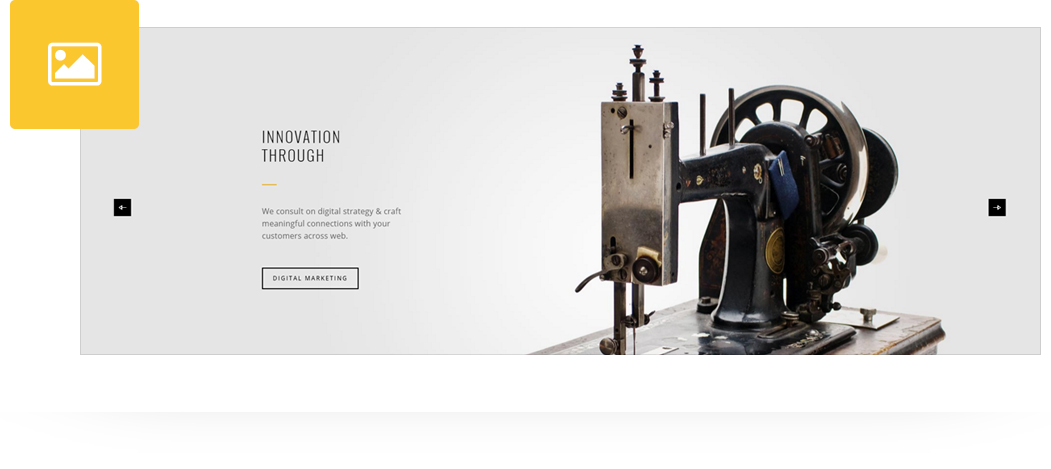 INNOVATION
THROUGH
We consult on digital strategy & craft
meaningful connections with your
customers across web.
DIGITAL MARKETING